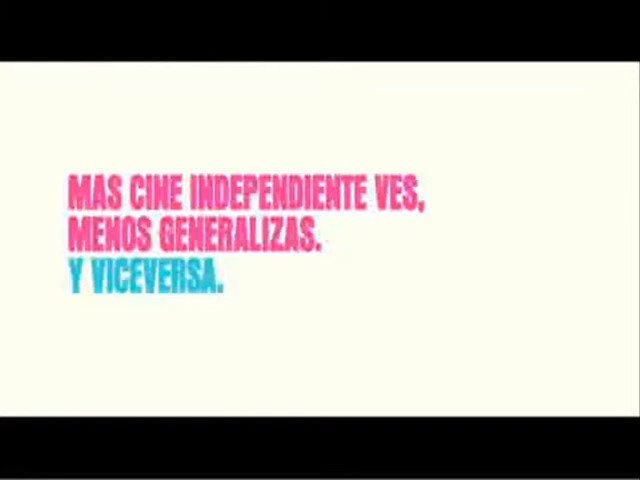 MAS CINE INDEPENDIENTE VES,
MENOS GENERALIZAS.
Y VICEVERSA.